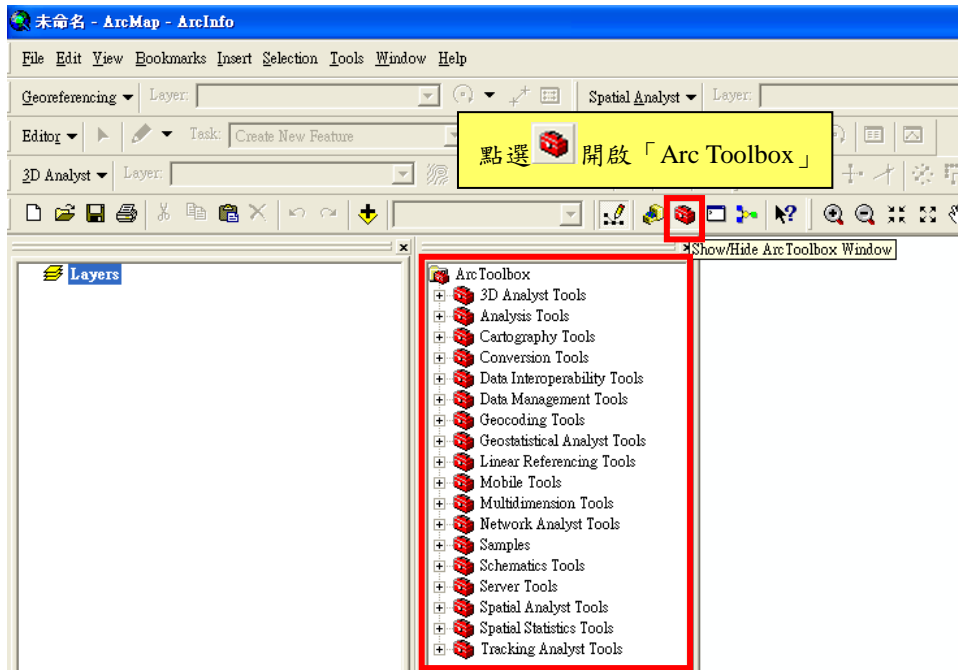 未命名 - ArcMap - ArcInfo
File Edit View Bookmarks Insert Selection Tools Window Help
Georeferencing Layer: Spatial Analyst Layer:
Editor Task: Create New Feature
點選 開啟「Arc Toolbox」
3D Analyst Layer:
Show/Hide ArcToolbox Window
Layers
ArcToolbox
3D Analyst Tools
Analysis Tools
Cartography Tools
Conversion Tools
Data Interoperability Tools
Data Management Tools
Geocoding Tools
Geostatistical Analyst Tools
Linear Referencing Tools
Mobile Tools
Multidimension Tools
Network Analyst Tools
Samples
Schematics Tools
Server Tools
Spatial Analyst Tools
Spatial Statistics Tools
Tracking Analyst Tools